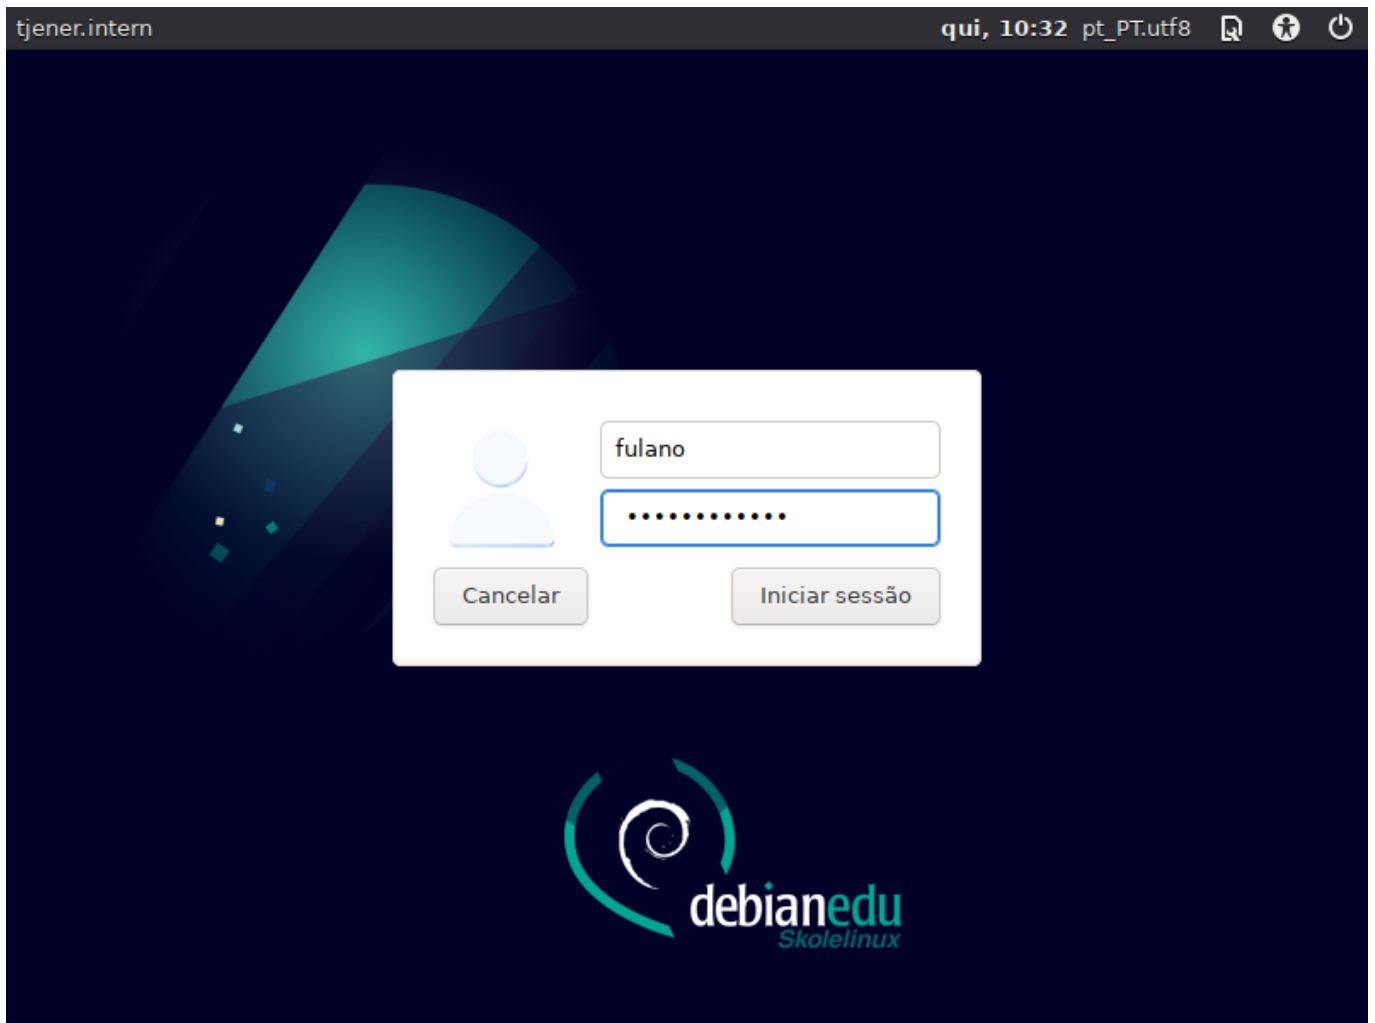 tjener.intern qui, 10:32 pt_PT.utf8
fulano
••••••••••••
Cancelar Iniciar sessão
debianedu
Skolelinux